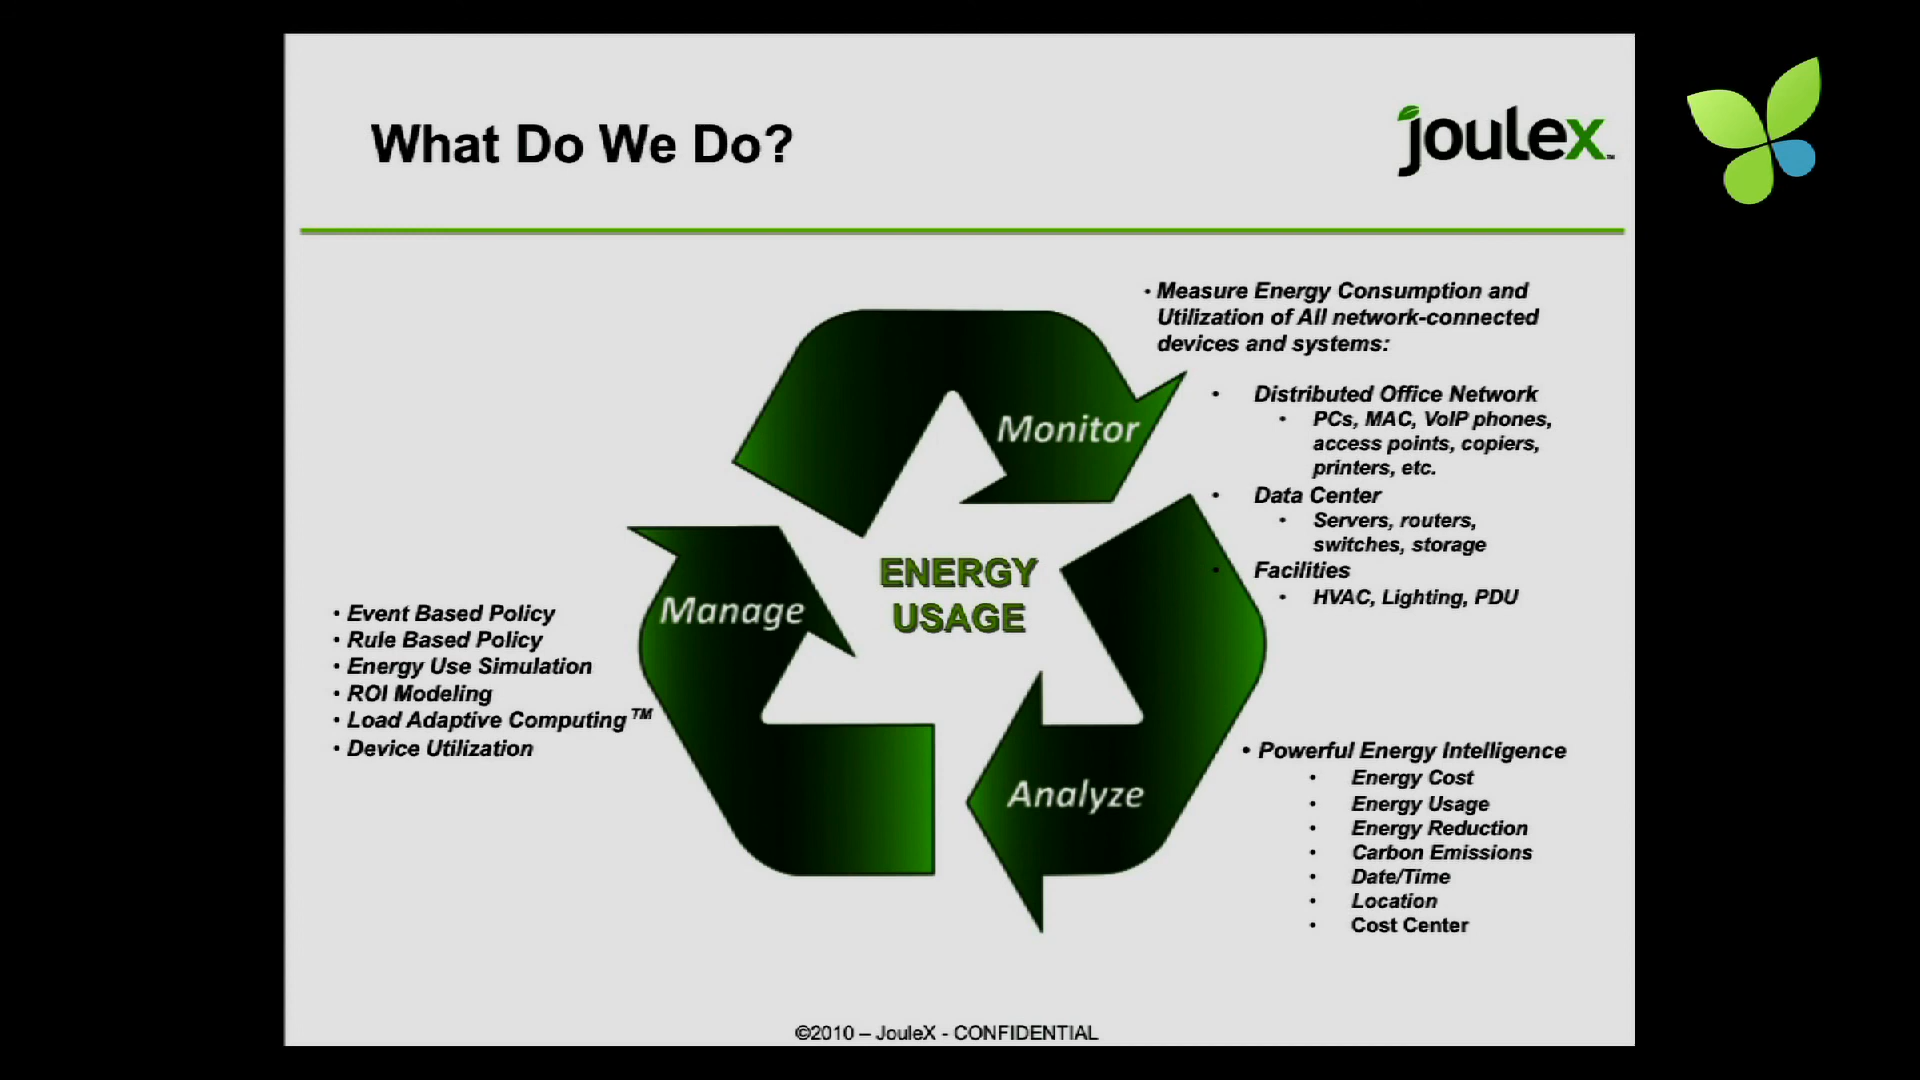 What Do We Do?
joulex™
• Measure Energy Consumption and
Utilization of All network-connected
devices and systems:
• Distributed Office Network
• PCs, MAC, VoIP phones,
access points, copiers,
printers, etc.
• Data Center
• Servers, routers,
switches, storage
• Facilities
• HVAC, Lighting, PDU
Monitor
ENERGY
USAGE
Manage
• Event Based Policy
• Rule Based Policy
• Energy Use Simulation
• ROI Modeling
• Load Adaptive Computing™
• Device Utilization
Analyze
• Powerful Energy Intelligence
• Energy Cost
• Energy Usage
• Energy Reduction
• Carbon Emissions
• Date/Time
• Location
• Cost Center
©2010 – JouleX - CONFIDENTIAL